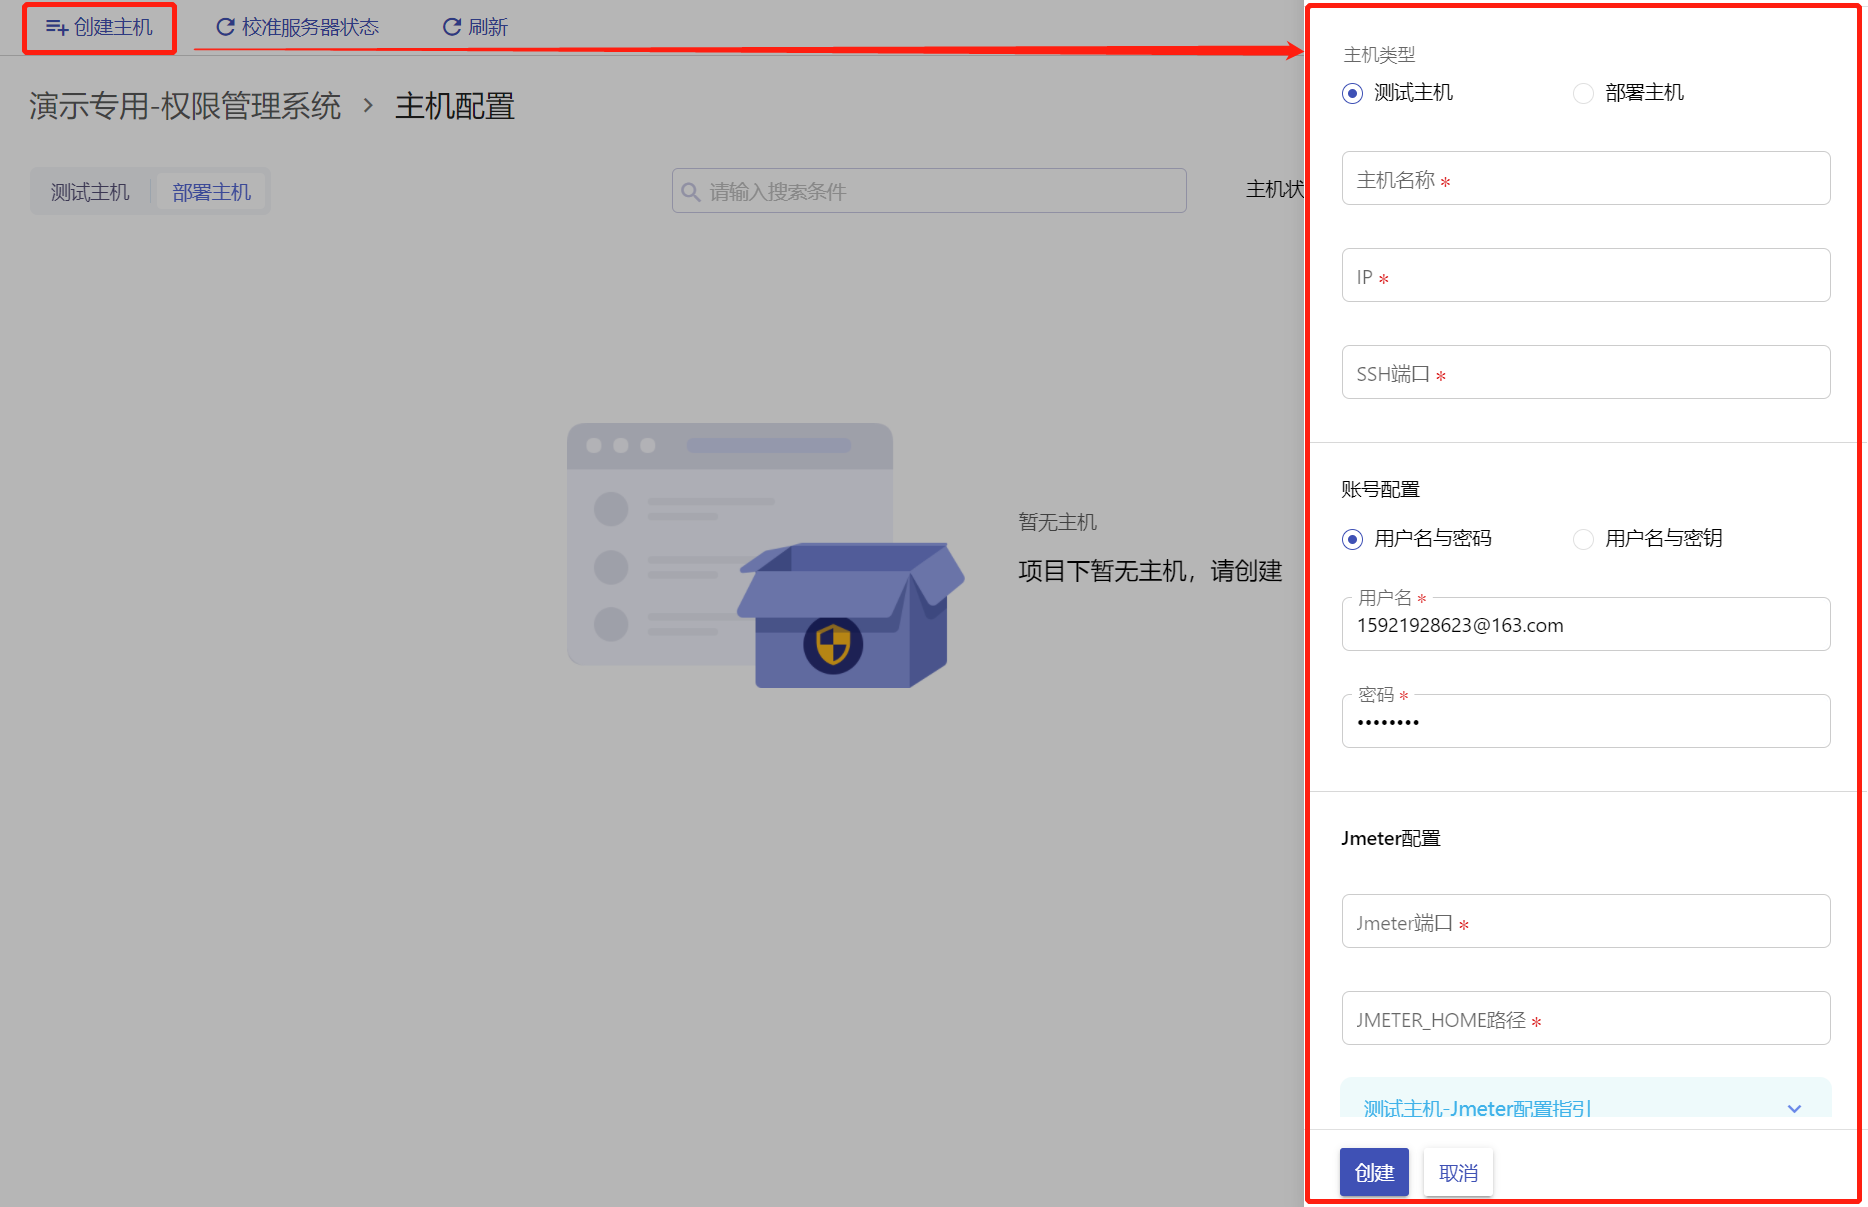 创建主机
校准服务器状态
刷新
演示专用-权限管理系统 > 主机配置
测试主机
部署主机
请输入搜索条件
主机状
暂无主机
项目下暂无主机，请创建
主机类型
测试主机
部署主机
主机名称 *
IP *
SSH端口 *
账号配置
用户名与密码
用户名与密钥
用户名 *
15921928623@163.com
密码 *
••••••••
Jmeter配置
Jmeter端口 *
JMETER_HOME路径 *
测试主机-Jmeter配置指引
创建
取消